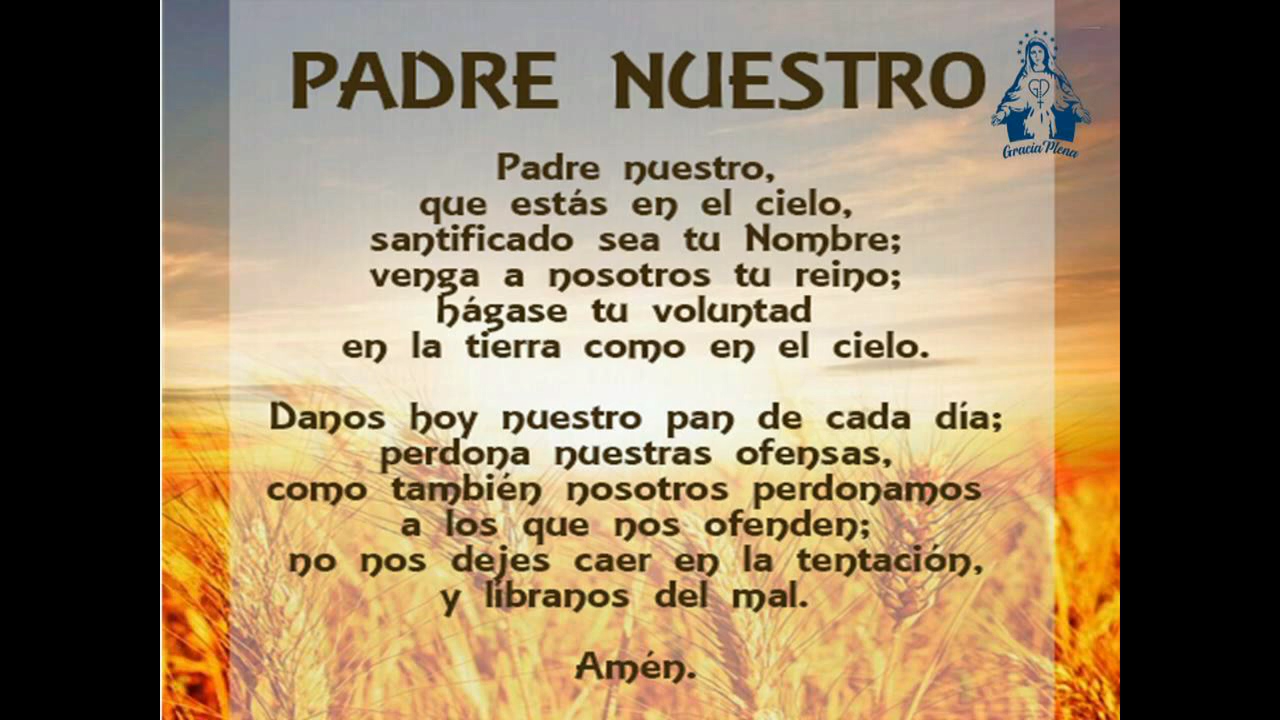 PADRE NUESTRO
Gracia Plena
Padre nuestro,
que estás en el cielo,
santificado sea tu Nombre;
venga a nosotros tu reino;
hágase tu voluntad
en la tierra como en el cielo.
Danos hoy nuestro pan de cada día;
perdona nuestras ofensas,
como también nosotros perdonamos
a los que nos ofenden;
no nos dejes caer en la tentación,
y líbranos del mal.
Amén.